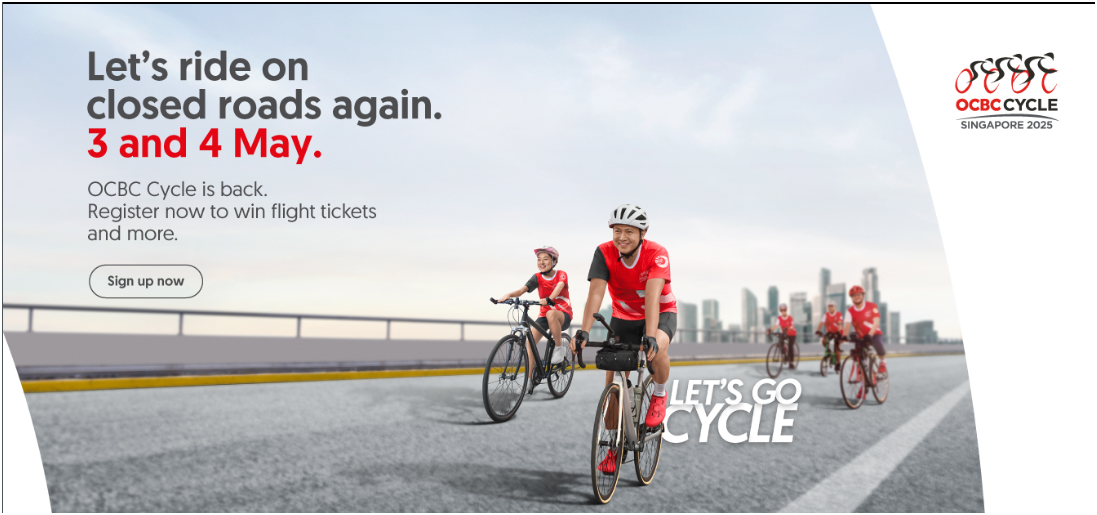 Let's ride on
closed roads again.
3 and 4 May.
OCBC Cycle is back.
Register now to win flight tickets
and more.
Sign up now
OCBC CYCLE
SINGAPORE 2025
LET'S GO
CYCLE